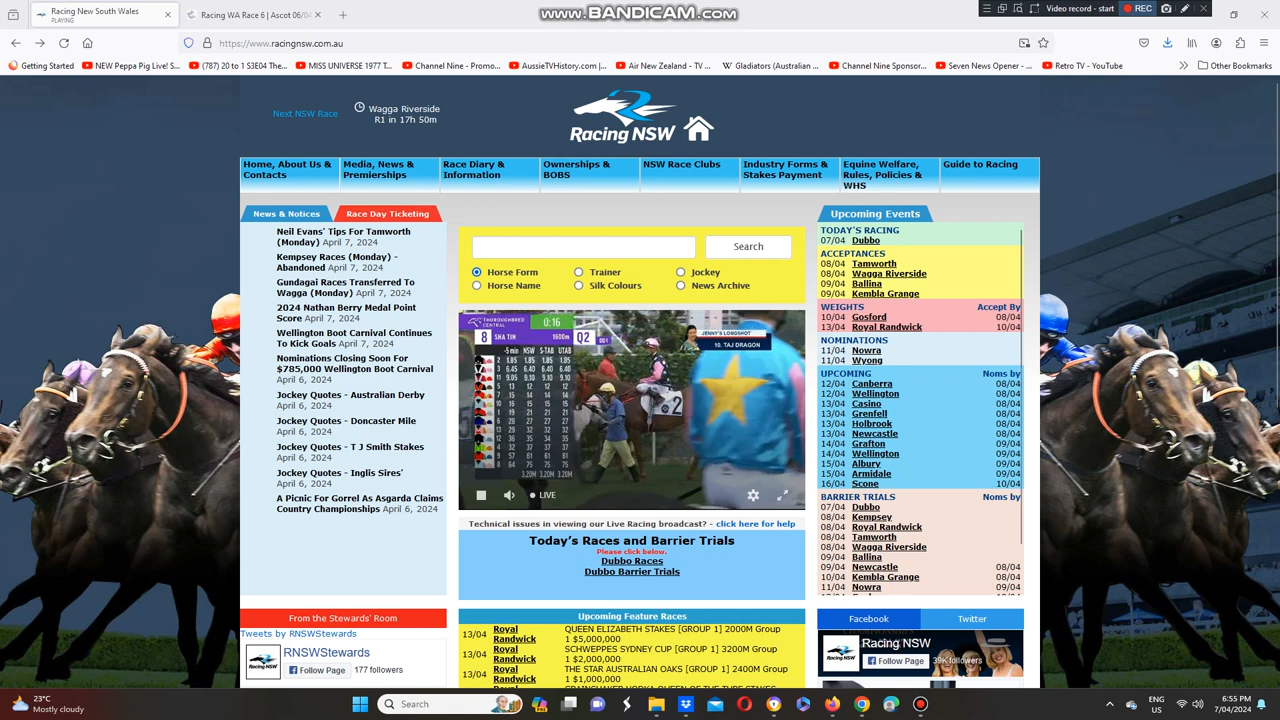 Racing New South Wales
PLAYING
Racing WA Race 6 | Ascot 06/04
www.BANDICAM.com
Video record - start
REC
https://www.racingnsw.com.au
Getting Started
NEW Peppa Pig Live! S...
(787) 20 to 1 S3E04 The...
MISS UNIVERSE 1977 T...
Channel Nine - Promo...
AussieTVHistory.com |...
Air New Zealand - TV ...
Gladiators (Australian ...
Channel Nine Sponsor...
Seven News Opener - ...
Retro TV - YouTube
Other Bookmarks
Next NSW Race
Wagga Riverside
R1 in 17h 50m
Racing NSW
Home, About Us & Contacts
Media, News & Premierships
Race Diary & Information
Ownerships & BOBS
NSW Race Clubs
Industry Forms & Stakes Payment
Equine Welfare, Rules, Policies & WHS
Guide to Racing
News & Notices
Race Day Ticketing
Neil Evans' Tips For Tamworth
(Monday) April 7, 2024
Kempsey Races (Monday) -
Abandoned April 7, 2024
Gundagai Races Transferred To
Wagga (Monday) April 7, 2024
2024 Nathan Berry Medal Point
Score April 7, 2024
Wellington Boot Carnival Continues
To Kick Goals April 7, 2024
Nominations Closing Soon For
$785,000 Wellington Boot Carnival
April 6, 2024
Jockey Quotes - Australian Derby
April 6, 2024
Jockey Quotes - Doncaster Mile
April 6, 2024
Jockey Quotes - T J Smith Stakes
April 6, 2024
Jockey Quotes - Inglis Sires'
April 6, 2024
A Picnic For Gorrel As Asgarda Claims
Country Championships April 6, 2024
Search
Horse Form
Trainer
Jockey
Horse Name
Silk Colours
News Archive
THOROUGHBRED CENTRAL
0:16
8 SHA TIN 1600m Q2
JENNY'S LONGSHOT
10. TAJ DRAGON
-5 min NSW S-TAB UTAB
LIVE
Technical issues in viewing our Live Racing broadcast? - click here for help
Today's Races and Barrier Trials
Please click below.
Dubbo Races
Dubbo Barrier Trials
Upcoming Events
TODAY'S RACING
07/04 Dubbo
ACCEPTANCES
08/04 Tamworth
08/04 Wagga Riverside
09/04 Ballina
09/04 Kembla Grange
WEIGHTS Accept By
10/04 Gosford 08/04
13/04 Royal Randwick 10/04
NOMINATIONS
11/04 Nowra
11/04 Wyong
UPCOMING Noms by
12/04 Canberra 08/04
12/04 Wellington 08/04
13/04 Casino 08/04
13/04 Grenfell 08/04
13/04 Holbrook 08/04
13/04 Newcastle 08/04
14/04 Grafton 09/04
14/04 Wellington 09/04
15/04 Albury 09/04
15/04 Armidale 09/04
16/04 Scone 10/04
BARRIER TRIALS Noms by
07/04 Dubbo
08/04 Kempsey
08/04 Royal Randwick
08/04 Tamworth
08/04 Wagga Riverside
09/04 Ballina
09/04 Newcastle 08/04
10/04 Kembla Grange 08/04
11/04 Nowra 09/04
From the Stewards' Room
Tweets by RNSWStewards
RNSWStewards
Follow Page
177 followers
Upcoming Feature Races
13/04 Royal Randwick QUEEN ELIZABETH STAKES [GROUP 1] 2000M Group 1 $5,000,000
13/04 Royal Randwick SCHWEPPES SYDNEY CUP [GROUP 1] 3200M Group 1 $2,000,000
13/04 Royal Randwick THE STAR AUSTRALIAN OAKS [GROUP 1] 2400M Group 1 $1,000,000
Facebook
Twitter
Racing NSW
Follow Page
39K followers
23°C
Mostly cloudy
Search
ENG
US
6:55 PM
7/04/2024